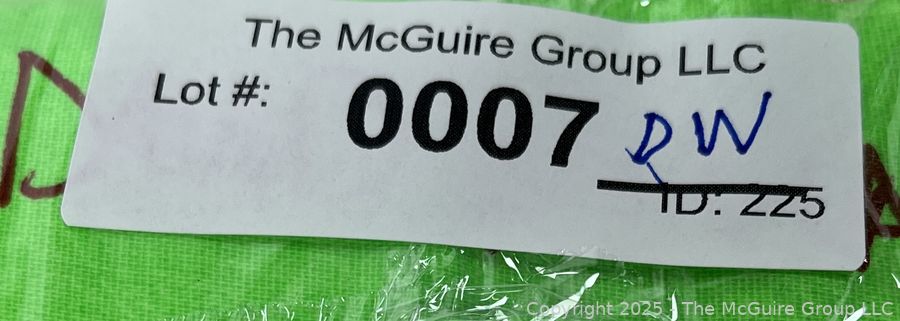 The McGuire Group LLC
Lot #:
0007
DW
ID: 225
Copyright 2025 | The McGuire Group LLC